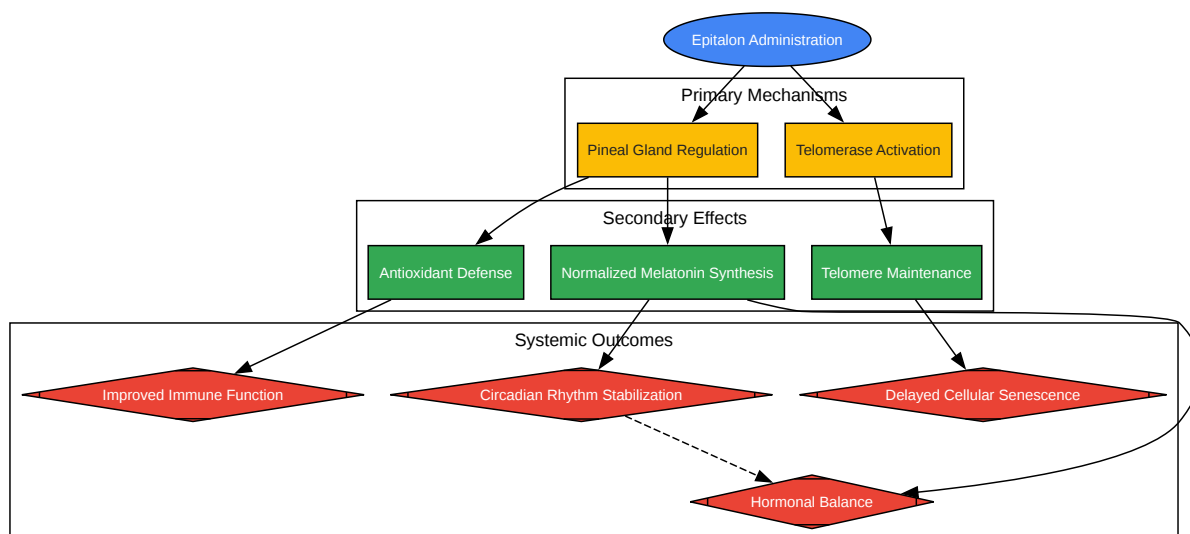 Epitalon Administration
Primary Mechanisms
Pineal Gland Regulation
Telomerase Activation
Secondary Effects
Antioxidant Defense
Normalized Melatonin Synthesis
Telomere Maintenance
Systemic Outcomes
Improved Immune Function
Circadian Rhythm Stabilization
Delayed Cellular Senescence
Hormonal Balance